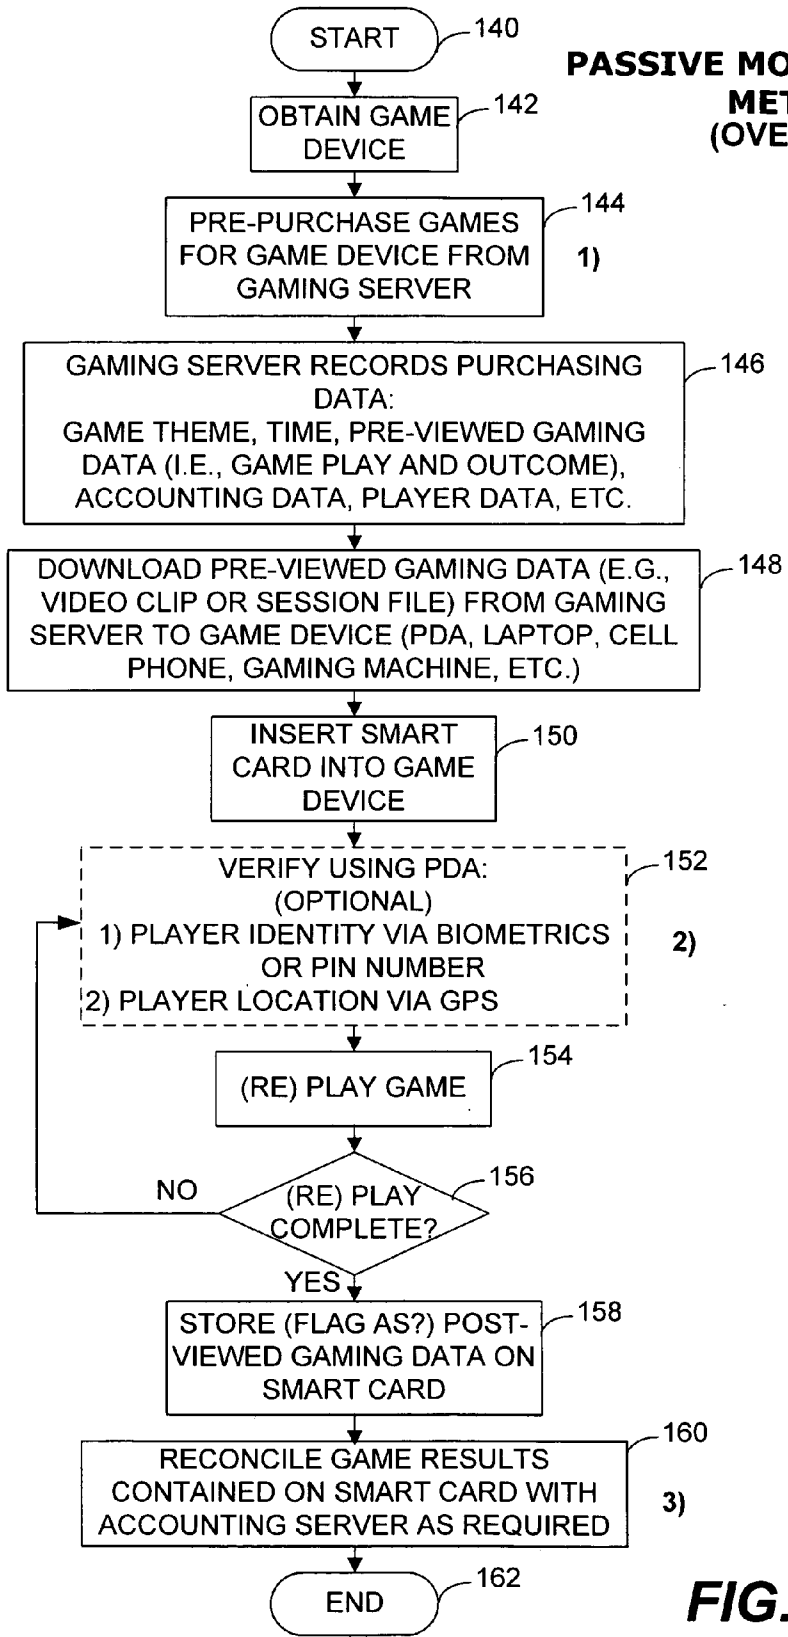 START
140
PASSIVE MO
MET
(OVE
OBTAIN GAME
DEVICE
142
PRE-PURCHASE GAMES
FOR GAME DEVICE FROM
GAMING SERVER
144
1)
GAMING SERVER RECORDS PURCHASING
DATA:
GAME THEME, TIME, PRE-VIEWED GAMING
DATA (I.E., GAME PLAY AND OUTCOME),
ACCOUNTING DATA, PLAYER DATA, ETC.
146
DOWNLOAD PRE-VIEWED GAMING DATA (E.G.,
VIDEO CLIP OR SESSION FILE) FROM GAMING
SERVER TO GAME DEVICE (PDA, LAPTOP, CELL
PHONE, GAMING MACHINE, ETC.)
148
INSERT SMART
CARD INTO GAME
DEVICE
150
VERIFY USING PDA:
(OPTIONAL)
1) PLAYER IDENTITY VIA BIOMETRICS
OR PIN NUMBER
2) PLAYER LOCATION VIA GPS
152
2)
(RE) PLAY GAME
154
(RE) PLAY
COMPLETE?
156
NO
YES
STORE (FLAG AS?) POST-
VIEWED GAMING DATA ON
SMART CARD
158
RECONCILE GAME RESULTS
CONTAINED ON SMART CARD WITH
ACCOUNTING SERVER AS REQUIRED
160
3)
END
162
FIG.